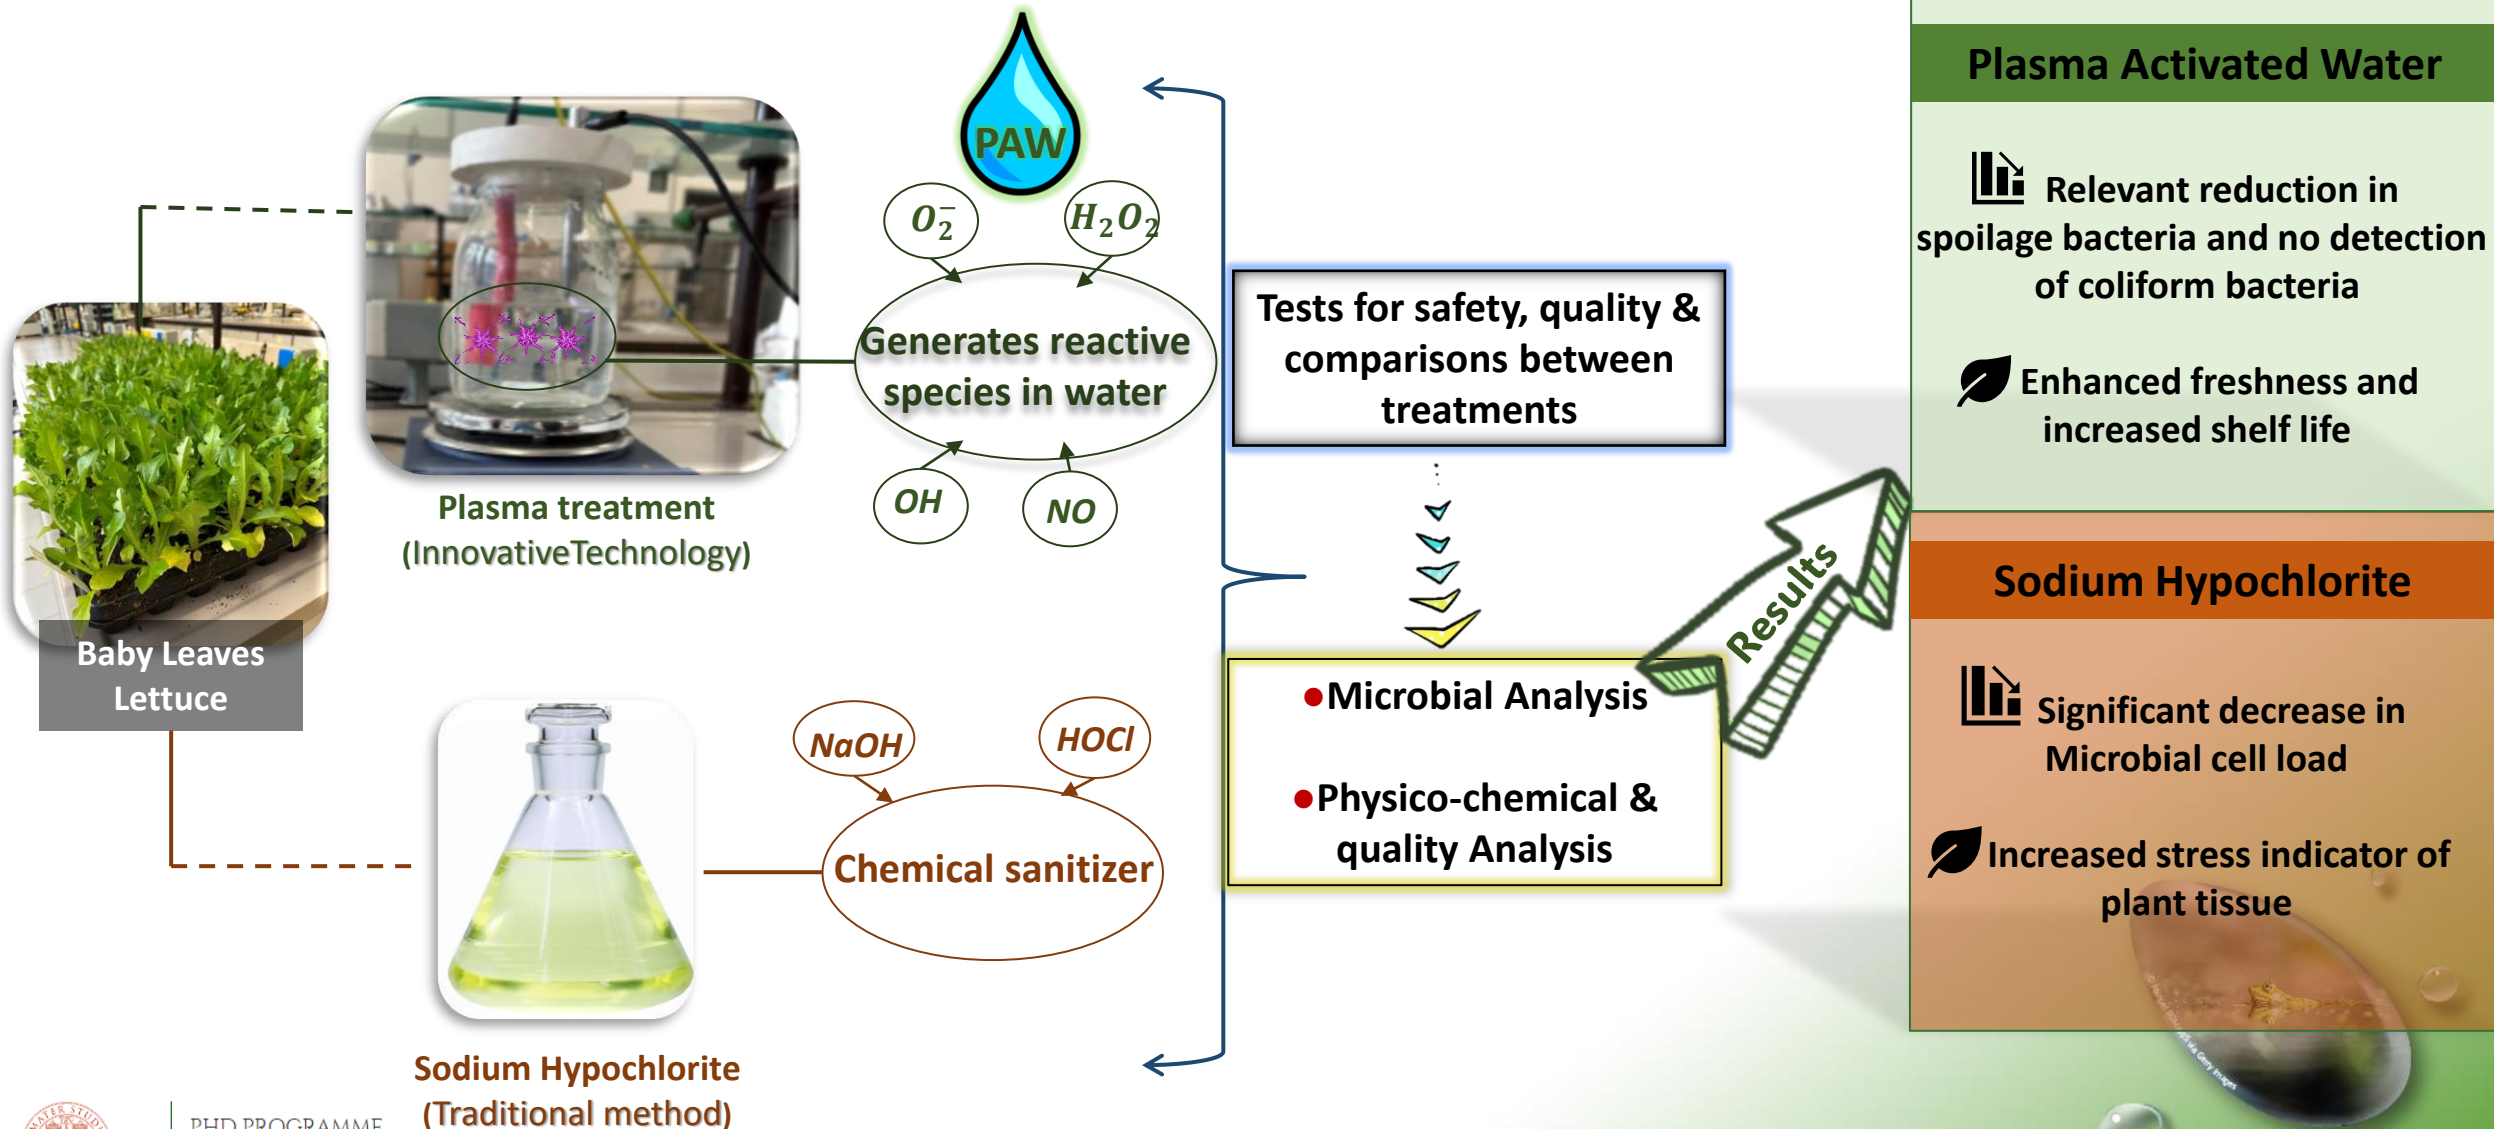 PAW
O₂⁻
H₂O₂
Generates reactive
species in water
OH
NO
Plasma treatment
(InnovativeTechnology)
Baby Leaves
Lettuce
NaOH
HOCl
Chemical sanitizer
Sodium Hypochlorite
(Traditional method)
Tests for safety, quality &
comparisons between
treatments
•Microbial Analysis
•Physico-chemical &
quality Analysis
Results
Plasma Activated Water
Relevant reduction in
spoilage bacteria and no detection
of coliform bacteria
Enhanced freshness and
increased shelf life
Sodium Hypochlorite
Significant decrease in
Microbial cell load
Increased stress indicator of
plant tissue
via Getty Images
PHD PROGRAMME